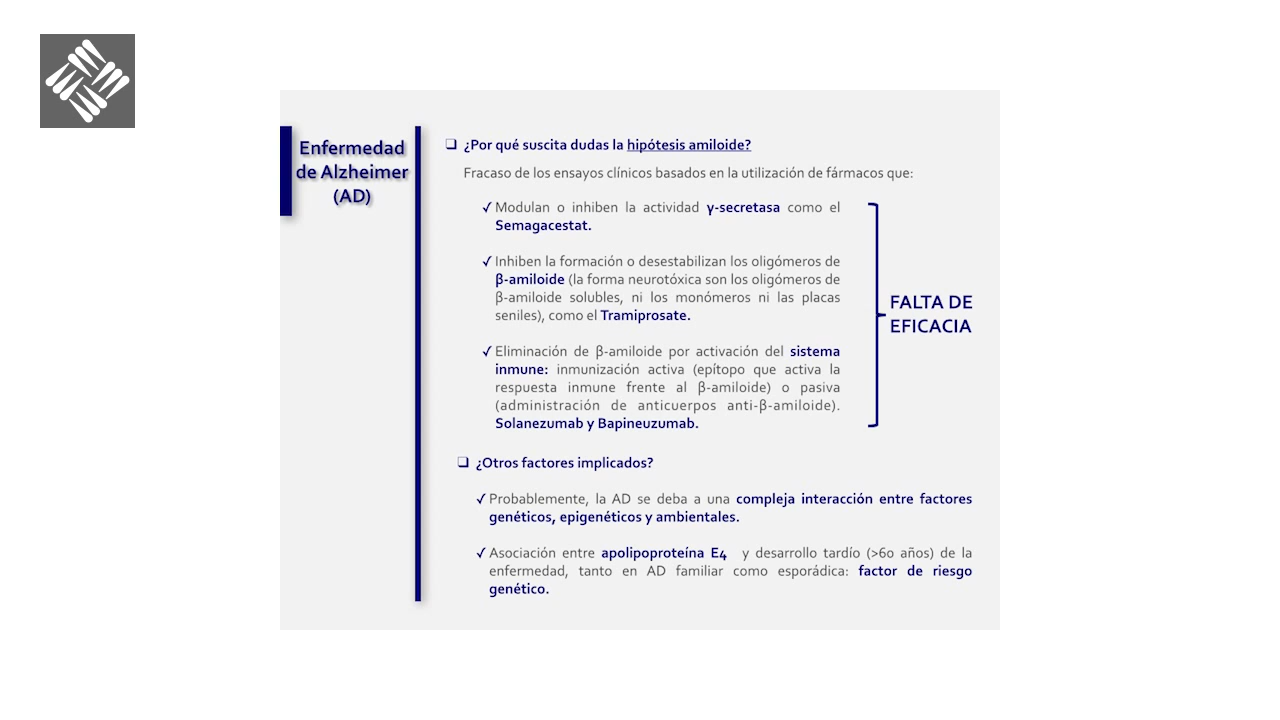 Enfermedad
de Alzheimer
(AD)
¿Por qué suscita dudas la hipótesis amiloide?
Fracaso de los ensayos clínicos basados en la utilización de fármacos que:
✓ Modulan o inhiben la actividad γ-secretasa como el
Semagacestat.
✓ Inhiben la formación o desestabilizan los oligómeros de
β-amiloide (la forma neurotóxica son los oligómeros de
β-amiloide solubles, ni los monómeros ni las placas
seniles), como el Tramiprosate.
✓ Eliminación de β-amiloide por activación del sistema
inmune: inmunización activa (epítopo que activa la
respuesta inmune frente al β-amiloide) o pasiva
(administración de anticuerpos anti-β-amiloide).
Solanezumab y Bapineuzumab.
FALTA DE
EFICACIA
¿Otros factores implicados?
✓ Probablemente, la AD se deba a una compleja interacción entre factores
genéticos, epigenéticos y ambientales.
✓ Asociación entre apolipoproteína E4 y desarrollo tardío (>60 años) de la
enfermedad, tanto en AD familiar como esporádica: factor de riesgo
genético.